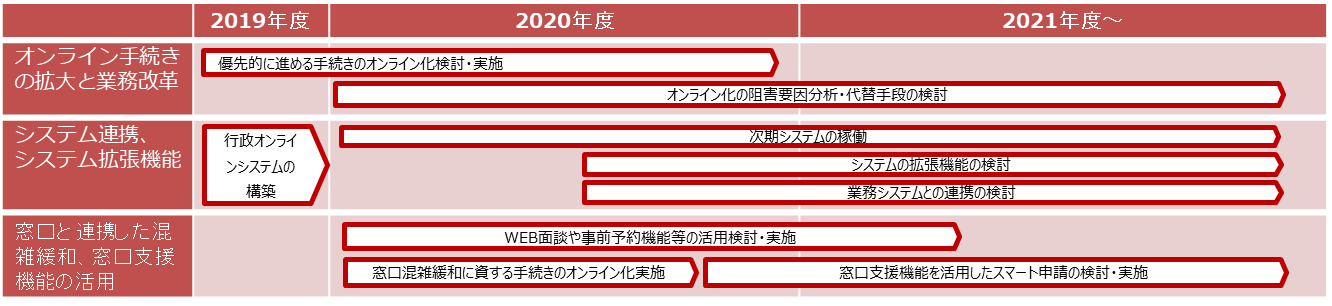 2019年度
2020年度
2021年度～
オンライン手続き
の拡大と業務改革
優先的に進める手続きのオンライン化検討・実施
オンライン化の阻害要因分析・代替手段の検討
システム連携、
システム拡張機能
行政オンライ
ンシステムの
構築
次期システムの稼働
システムの拡張機能の検討
業務システムとの連携の検討
窓口と連携した混
雑緩和、窓口支援
機能の活用
WEB面談や事前予約機能等の活用検討・実施
窓口混雑緩和に資する手続きのオンライン化実施
窓口支援機能を活用したスマート申請の検討・実施